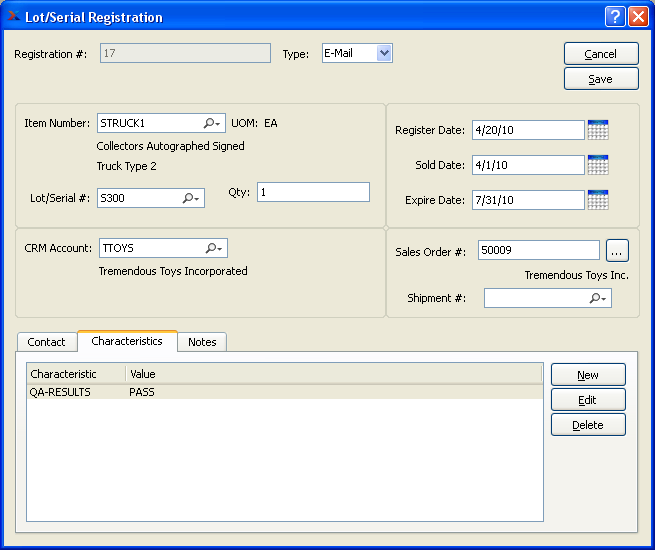 Lot/Serial Registration
Registration #: 17 Type: E-Mail
Cancel
Save
Item Number: STRUCK1 UOM: EA
Collectors Autographed Signed
Truck Type 2
Lot/Serial #: S300 Qty: 1
Register Date: 4/20/10
Sold Date: 4/1/10
Expire Date: 7/31/10
CRM Account: TTOYS
Tremendous Toys Incorporated
Sales Order #: 50009 ...
Tremendous Toys Inc.
Shipment #:
Contact Characteristics Notes
Characteristic Value
QA-RESULTS PASS
New
Edit
Delete